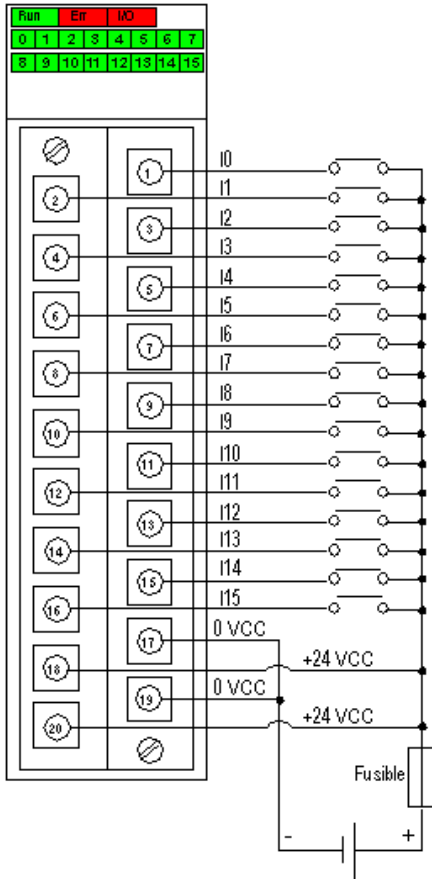 Run Err I/O
0 1 2 3 4 5 6 7
8 9 10 11 12 13 14 15
1 I0
2 I1
3 I2
4 I3
5 I4
6 I5
7 I6
8 I7
9 I8
10 I9
11 I10
12 I11
13 I12
14 I13
15 I14
16 I15
17 0 VCC
18 +24 VCC
19 0 VCC
20 +24 VCC
Fusible
- +